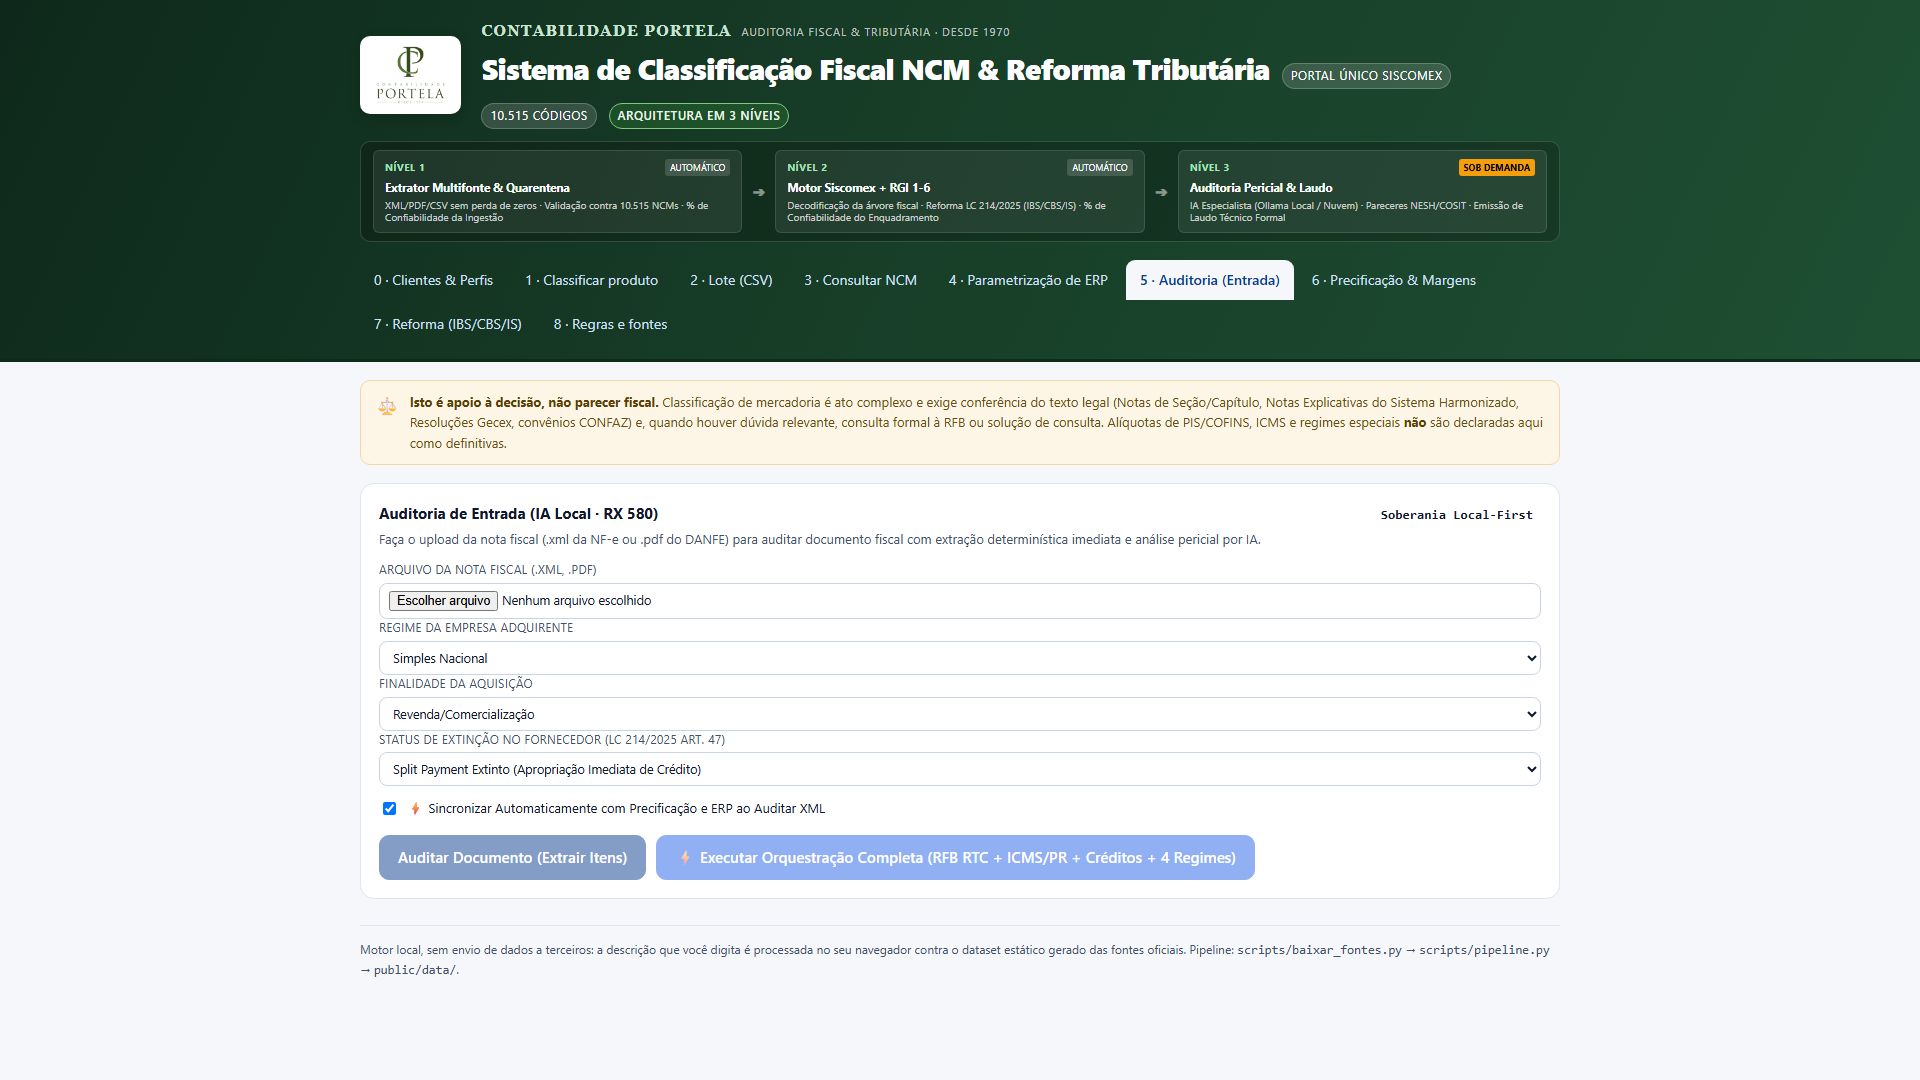 CONTABILIDADE PORTELA AUDITORIA FISCAL & TRIBUTÁRIA · DESDE 1970
PORTELA
Sistema de Classificação Fiscal NCM & Reforma Tributária PORTAL ÚNICO SISCOMEX
10.515 CÓDIGOS ARQUITETURA EM 3 NÍVEIS
NÍVEL 1 AUTOMÁTICO
Extrator Multifonte & Quarentena
XML/PDF/CSV sem perda de zeros · Validação contra 10.515 NCMs · % de
Confiabilidade da Ingestão
➔
NÍVEL 2 AUTOMÁTICO
Motor Siscomex + RGI 1-6
Decodificação da árvore fiscal · Reforma LC 214/2025 (IBS/CBS/IS) · % de
Confiabilidade do Enquadramento
➔
NÍVEL 3 SOB DEMANDA
Auditoria Pericial & Laudo
IA Especialista (Ollama Local / Nuvem) · Pareceres NESH/COSIT · Emissão de
Laudo Técnico Formal
0 · Clientes & Perfis 1 · Classificar produto 2 · Lote (CSV) 3 · Consultar NCM 4 · Parametrização de ERP 5 · Auditoria (Entrada) 6 · Precificação & Margens
7 · Reforma (IBS/CBS/IS) 8 · Regras e fontes
Isto é apoio à decisão, não parecer fiscal. Classificação de mercadoria é ato complexo e exige conferência do texto legal (Notas de Seção/Capítulo, Notas Explicativas do Sistema Harmonizado,
Resoluções Gecex, convênios CONFAZ) e, quando houver dúvida relevante, consulta formal à RFB ou solução de consulta. Alíquotas de PIS/COFINS, ICMS e regimes especiais não são declaradas aqui
como definitivas.
Auditoria de Entrada (IA Local · RX 580) Soberania Local-First
Faça o upload da nota fiscal (.xml da NF-e ou .pdf do DANFE) para auditar documento fiscal com extração determinística imediata e análise pericial por IA.
ARQUIVO DA NOTA FISCAL (.XML, .PDF)
Escolher arquivo Nenhum arquivo escolhido
REGIME DA EMPRESA ADQUIRENTE
Simples Nacional
FINALIDADE DA AQUISIÇÃO
Revenda/Comercialização
STATUS DE EXTINÇÃO NO FORNECEDOR (LC 214/2025 ART. 47)
Split Payment Extinto (Apropriação Imediata de Crédito)
Sincronizar Automaticamente com Precificação e ERP ao Auditar XML
Auditar Documento (Extrair Itens) Executar Orquestração Completa (RFB RTC + ICMS/PR + Créditos + 4 Regimes)
Motor local, sem envio de dados a terceiros: a descrição que você digita é processada no seu navegador contra o dataset estático gerado das fontes oficiais. Pipeline: scripts/baixar_fontes.py → scripts/pipeline.py
→ public/data/.